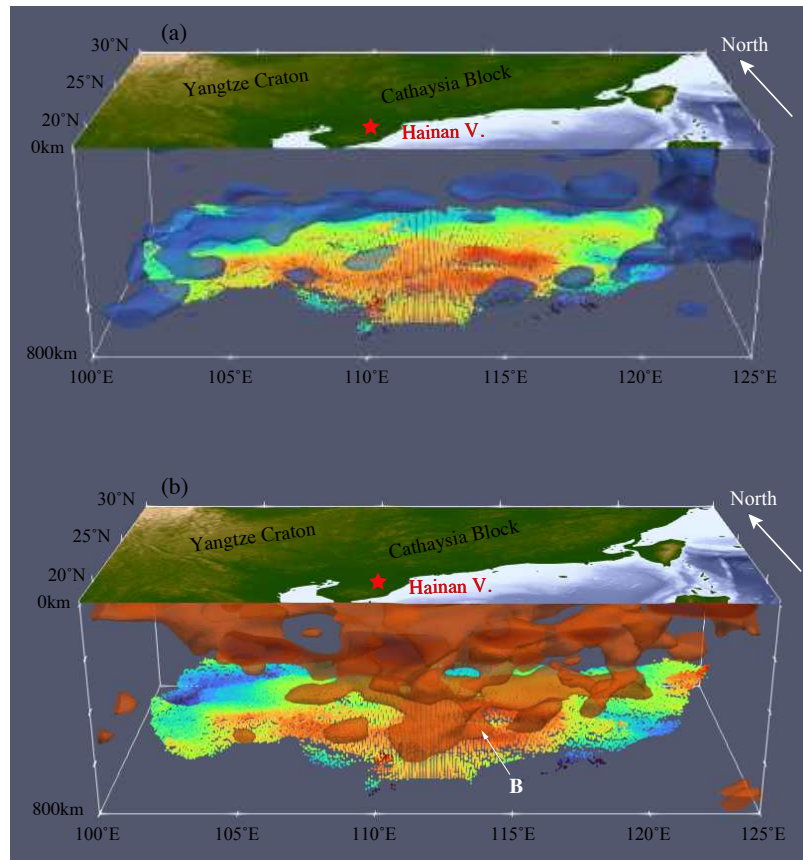 (a)
30°N
North
25°N
Yangtze Craton
Cathaysia Block
20°N
Hainan V.
0km
800km
100°E 105°E 110°E 115°E 120°E 125°E
(b)
30°N
North
25°N
Yangtze Craton
Cathaysia Block
20°N
Hainan V.
0km
B
800km
100°E 105°E 110°E 115°E 120°E 125°E